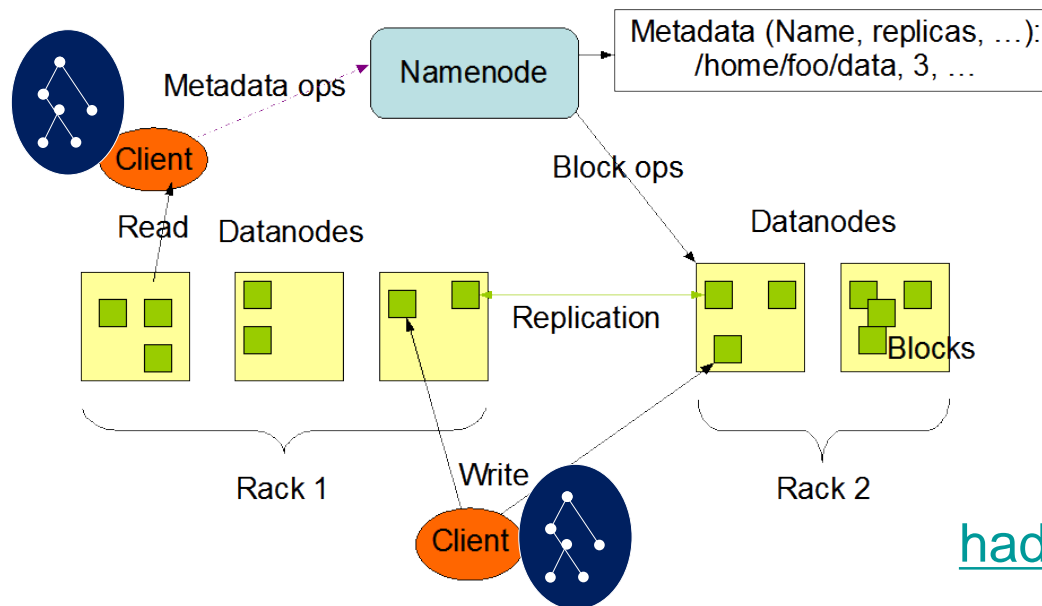 Metadata (Name, replicas, …):
/home/foo/data, 3, …
Namenode
Metadata ops
Client
Block ops
Read
Datanodes
Datanodes
Replication
Blocks
Rack 1
Write
Rack 2
Client
had